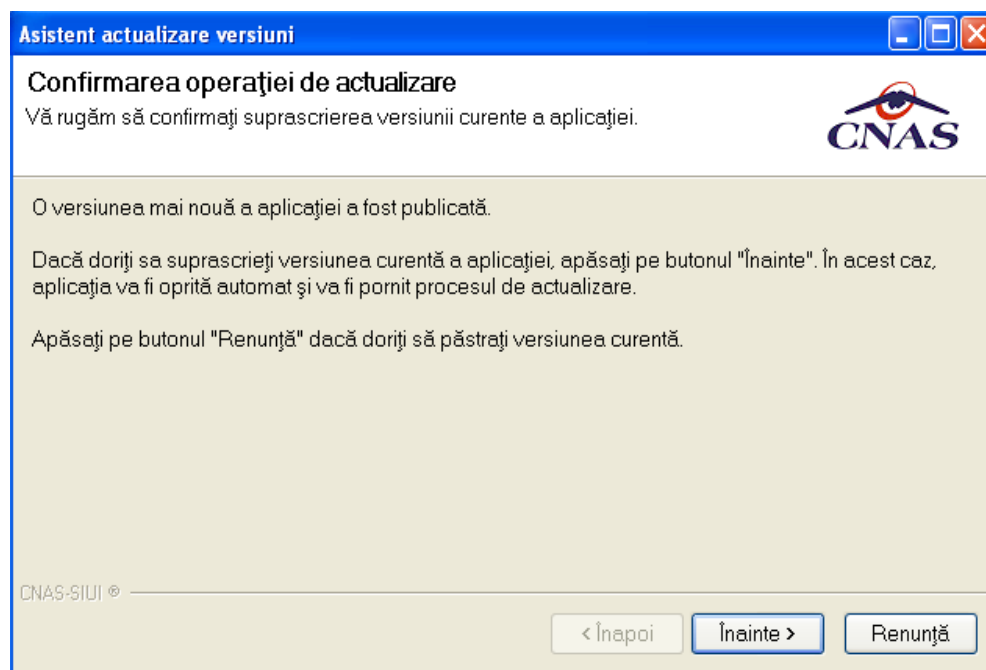 Asistent actualizare versiuni
Confirmarea operaţiei de actualizare
Vă rugăm să confirmaţi suprascrierea versiunii curente a aplicaţiei.
CNAS
O versiunea mai nouă a aplicaţiei a fost publicată.
Dacă doriţi sa suprascrieţi versiunea curentă a aplicaţiei, apăsaţi pe butonul "Înainte". În acest caz,
aplicaţia va fi oprită automat şi va fi pornit procesul de actualizare.
Apăsaţi pe butonul "Renunţă" dacă doriţi să păstraţi versiunea curentă.
CNAS-SIUI ®
< Înapoi
Înainte >
Renunţă